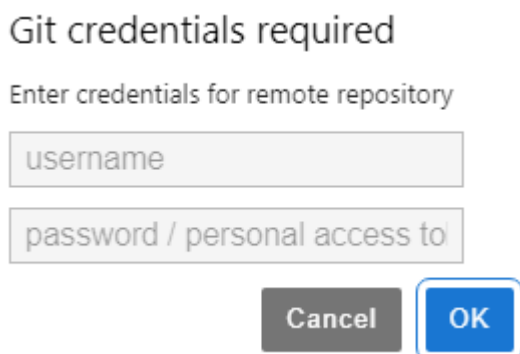 Git credentials required
Enter credentials for remote repository
username
password / personal access to
Cancel OK